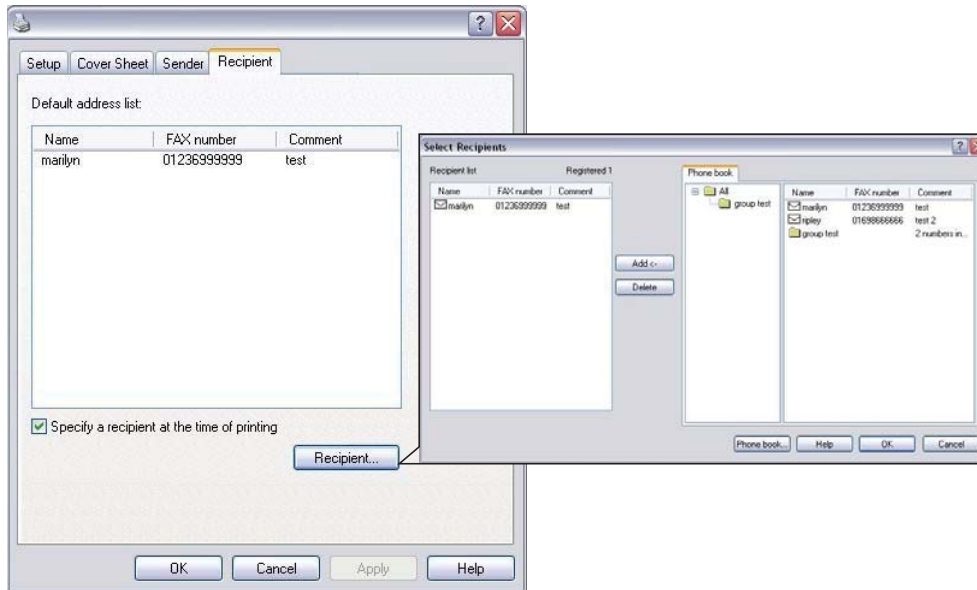 Setup Cover Sheet Sender Recipient
Default address list:
Name FAX number Comment
marilyn 01236999999 test
Specify a recipient at the time of printing
Recipient...
OK Cancel Apply Help
Select Recipients
Recipient list Registered 1
Name FAX number Comment
marilyn 01236999999 test
Add <-
Delete
Phone book
All
group test
Name FAX number Comment
marilyn 01236999999 test
ripley 01698666666 test 2
group test 2 numbers in...
Phone book... Help OK Cancel